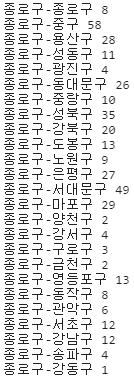 종로구-종로구 8
종로구-중구 58
종로구-용산구 28
종로구-성동구 11
종로구-광진구 4
종로구-동대문구 26
종로구-중랑구 10
종로구-성북구 35
종로구-강북구 20
종로구-도봉구 13
종로구-노원구 9
종로구-은평구 27
종로구-서대문구 49
종로구-마포구 29
종로구-양천구 2
종로구-강서구 4
종로구-구로구 3
종로구-금천구 2
종로구-영등포구 13
종로구-동작구 8
종로구-관악구 6
종로구-서초구 12
종로구-강남구 12
종로구-송파구 4
종로구-강동구 1